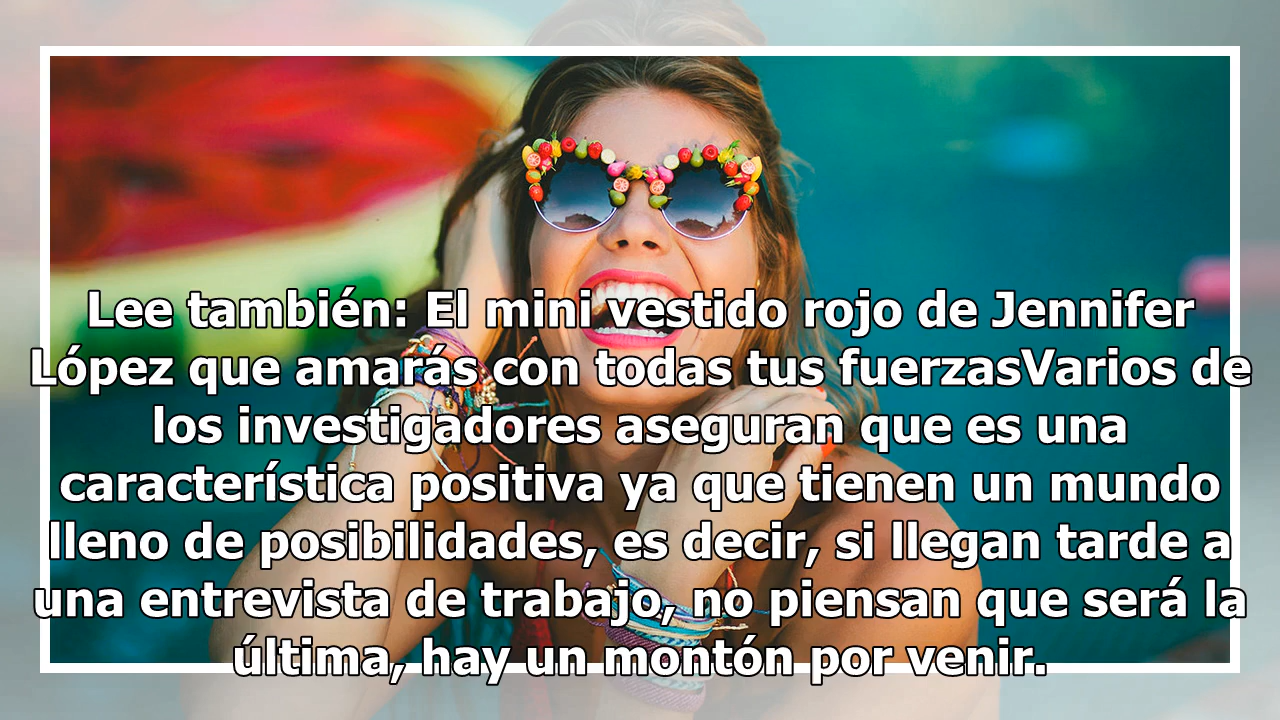 Lee también: El mini vestido rojo de Jennifer
López que amarás con todas tus fuerzasVarios de
los investigadores aseguran que es una
característica positiva ya que tienen un mundo
lleno de posibilidades, es decir, si llegan tarde a
una entrevista de trabajo, no piensan que será la
última, hay un montón por venir.